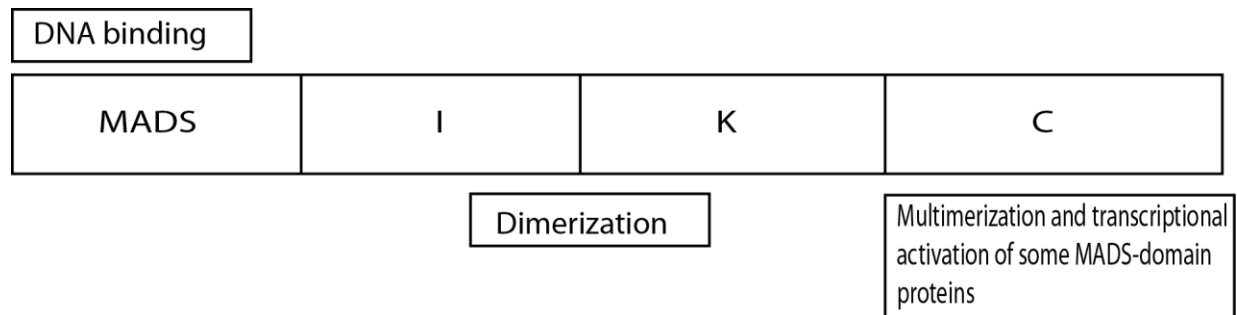 DNA binding
MADS I K C
Dimerization
Multimerization and transcriptional
activation of some MADS-domain
proteins